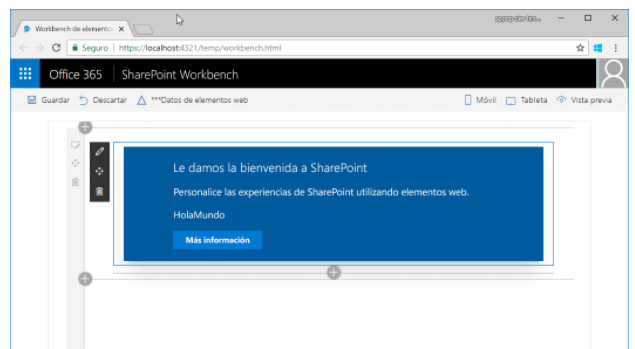 Workbench de elementos
Seguro | https://localhost:4321/temp/workbench.html
Office 365 SharePoint Workbench
Guardar Descartar ***Datos de elementos web Móvil Tableta Vista previa
Le damos la bienvenida a SharePoint
Personalice las experiencias de SharePoint utilizando elementos web.
HolaMundo
Más información